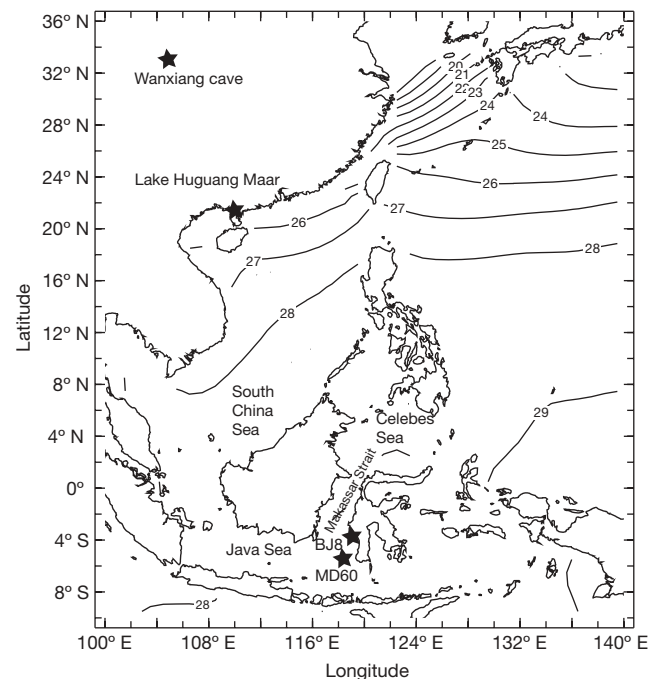 36° N
32° N
28° N
24° N
20° N
16° N
12° N
8° N
4° N
0°
4° S
8° S
Latitude
Wanxiang cave
Lake Huguang Maar
20
21
22
23
24
24
25
26
26
27
27
28
28
29
South
China
Sea
Celebes
Sea
Makassar Strait
Java Sea
BJ8
MD60
28
100° E
108° E
116° E
124° E
132° E
140° E
Longitude